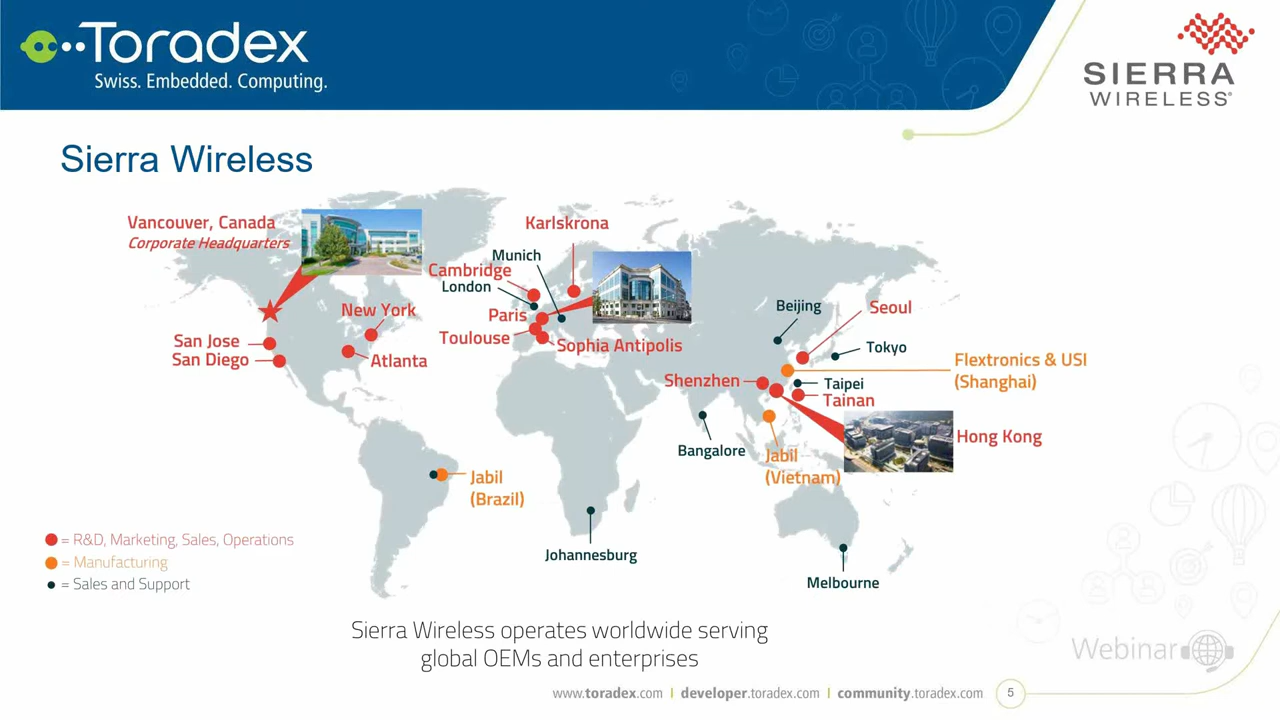 Toradex
Swiss. Embedded. Computing.
SIERRA
WIRELESS®
Sierra Wireless
Vancouver, Canada
Corporate Headquarters
Karlskrona
Munich
Cambridge
London
New York
Paris
Beijing
Seoul
San Jose
San Diego
Toulouse
Sophia Antipolis
Tokyo
Atlanta
Flextronics & USI
(Shanghai)
Shenzhen
Taipei
Tainan
Hong Kong
Bangalore
Jabil
(Vietnam)
Jabil
(Brazil)
= R&D, Marketing, Sales, Operations
= Manufacturing
= Sales and Support
Johannesburg
Melbourne
Sierra Wireless operates worldwide serving
global OEMs and enterprises
Webinar
www.toradex.com | developer.toradex.com | community.toradex.com
5